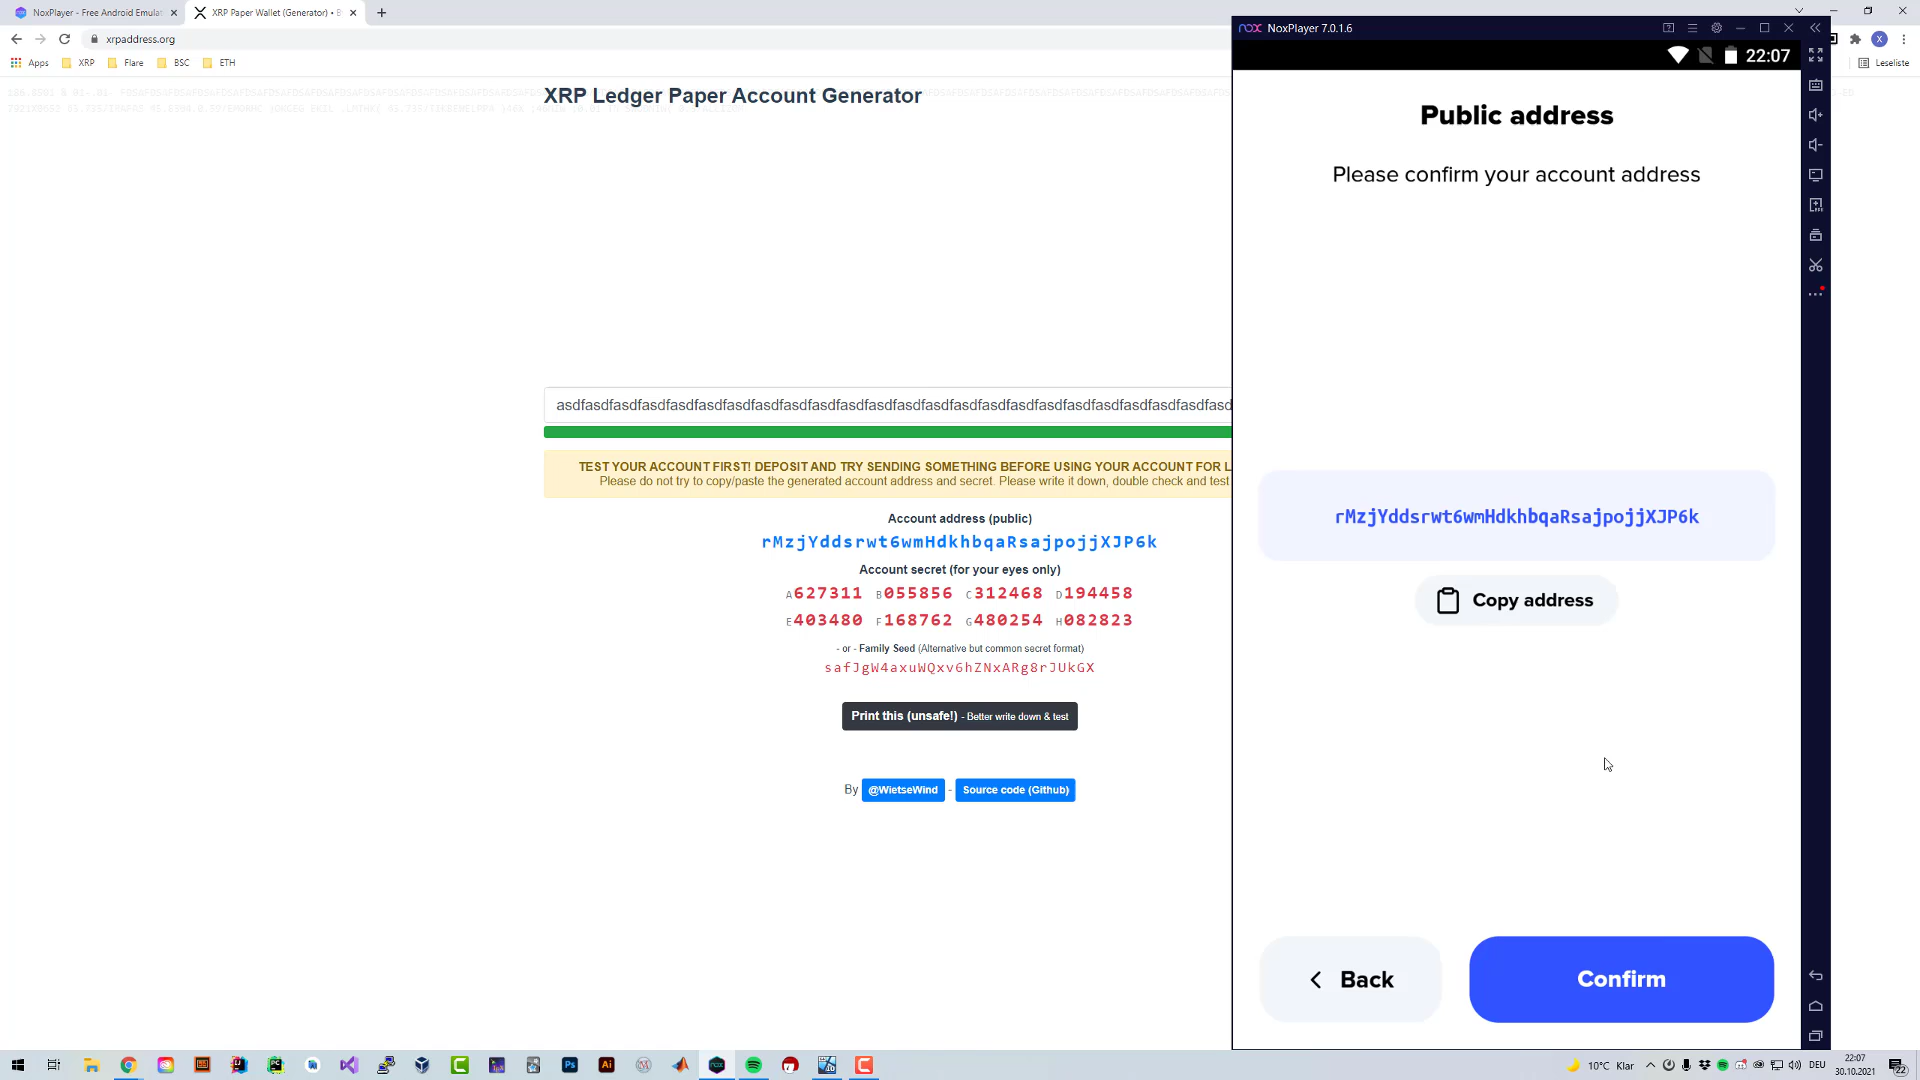 NoxPlayer - Free Android Emulat
XRP Paper Wallet (Generator) •
xrpaddress.org
Apps
XRP
Flare
BSC
ETH
Leseliste
XRP Ledger Paper Account Generator
asdfasdfasdfasdfasdfasdfasdfasdfasdfasdfasdfasdfasdfasdfasdfasdfasdfasdfasdfasdfasdfasdfasdfasdfasd
TEST YOUR ACCOUNT FIRST! DEPOSIT AND TRY SENDING SOMETHING BEFORE USING YOUR ACCOUNT FOR L
Please do not try to copy/paste the generated account address and secret. Please write it down, double check and test
Account address (public)
rMzjYddsrwt6wmHdkhbqaRsajpojjXJP6k
Account secret (for your eyes only)
A627311 B055856 C312468 D194458
E403480 F168762 G480254 H082823
- or - Family Seed (Alternative but common secret format)
safJgW4axuWQxv6hZNxARg8rJUkGX
Print this (unsafe!) - Better write down & test
By @WietseWind - Source code (Github)
nox NoxPlayer 7.0.1.6
22:07
Public address
Please confirm your account address
rMzjYddsrwt6wmHdkhbqaRsajpojjXJP6k
Copy address
Back
Confirm
10°C Klar
DEU
22:07
30.10.2021
22